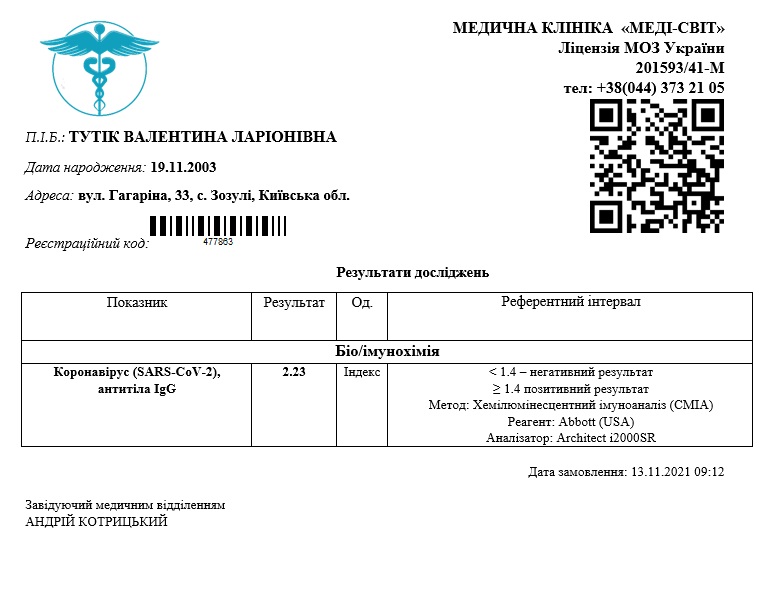 МЕДИЧНА КЛІНІКА «МЕДІ-СВІТ»
Ліцензія МОЗ України
201593/41-М
тел: +38(044) 373 21 05
П.І.Б.: ТУТІК ВАЛЕНТИНА ЛАРІОНІВНА
Дата народження: 19.11.2003
Адреса: вул. Гагаріна, 33, с. Зозулі, Київська обл.
Реєстраційний код:
477863
Результати досліджень
Показник Результат Од. Референтний інтервал
Біо/імунохімія
Коронавірус (SARS-CoV-2), 2.23 Індекс < 1.4 – негативний результат
антитіла IgG ≥ 1.4 позитивний результат
Метод: Хемілюмінесцентний імуноаналіз (CMIA)
Реагент: Abbott (USA)
Аналізатор: Architect i2000SR
Дата замовлення: 13.11.2021 09:12
Завідуючий медичним відділенням
АНДРІЙ КОТРИЦЬКИЙ